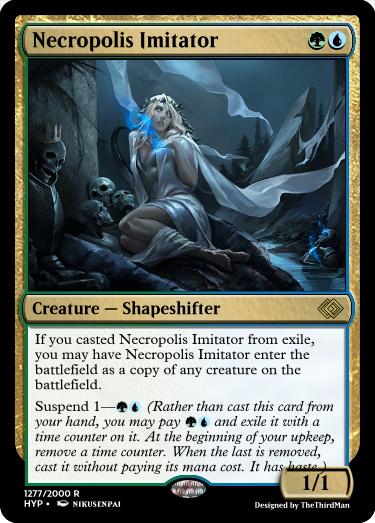 Necropolis Imitator
Creature — Shapeshifter
If you casted Necropolis Imitator from exile,
you may have Necropolis Imitator enter the
battlefield as a copy of any creature on the
battlefield.
Suspend 1— (Rather than cast this card from
your hand, you may pay and exile it with a
time counter on it. At the beginning of your upkeep,
remove a time counter. When the last is removed,
cast it without paying its mana cost. It has haste.)
1/1
1277/2000 R
HYP • NIKUSENPAI
Designed by TheThirdMan